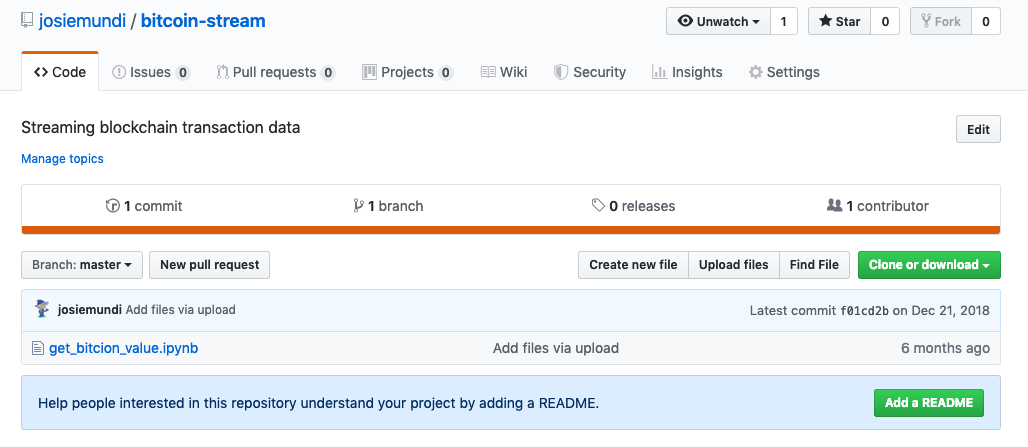 josiemundi / bitcoin-stream Unwatch 1 Star 0 Fork 0
Code Issues 0 Pull requests 0 Projects 0 Wiki Security Insights Settings
Streaming blockchain transaction data Edit
Manage topics
1 commit 1 branch 0 releases 1 contributor
Branch: master New pull request Create new file Upload files Find File Clone or download
josiemundi Add files via upload Latest commit f01cd2b on Dec 21, 2018
get_bitcion_value.ipynb Add files via upload 6 months ago
Help people interested in this repository understand your project by adding a README. Add a README